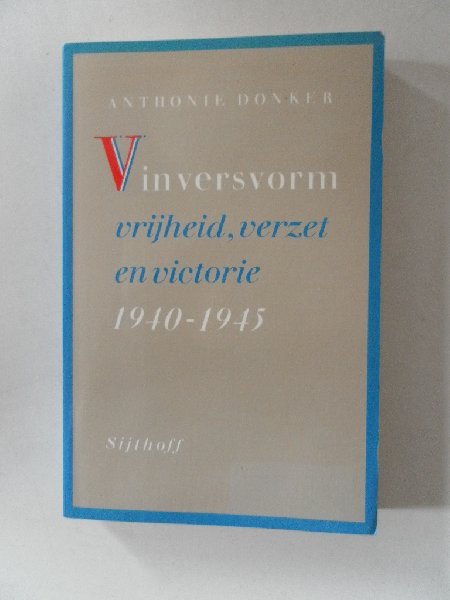 ANTHONIE DONKER
V in versvorm
vrijheid, verzet
en victorie
1940-1945
Sijthoff